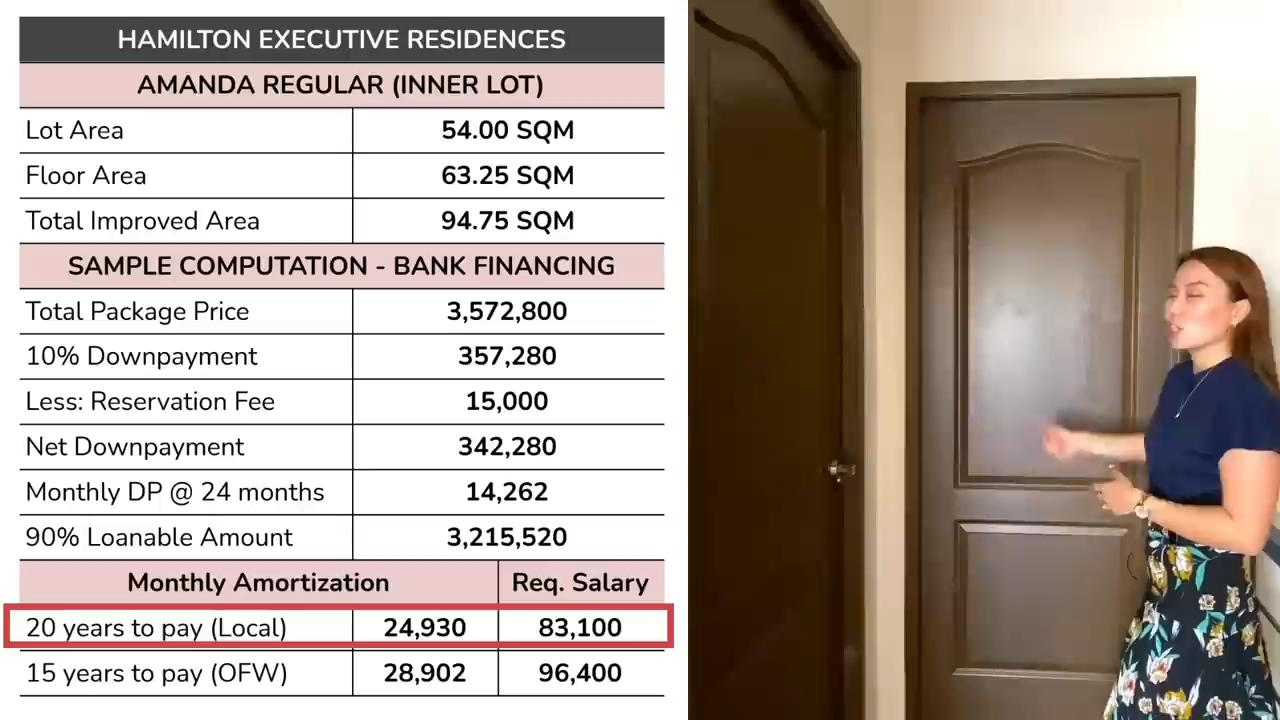 HAMILTON EXECUTIVE RESIDENCES
AMANDA REGULAR (INNER LOT)
Lot Area 54.00 SQM
Floor Area 63.25 SQM
Total Improved Area 94.75 SQM
SAMPLE COMPUTATION - BANK FINANCING
Total Package Price 3,572,800
10% Downpayment 357,280
Less: Reservation Fee 15,000
Net Downpayment 342,280
Monthly DP @ 24 months 14,262
90% Loanable Amount 3,215,520
Monthly Amortization Req. Salary
20 years to pay (Local) 24,930 83,100
15 years to pay (OFW) 28,902 96,400